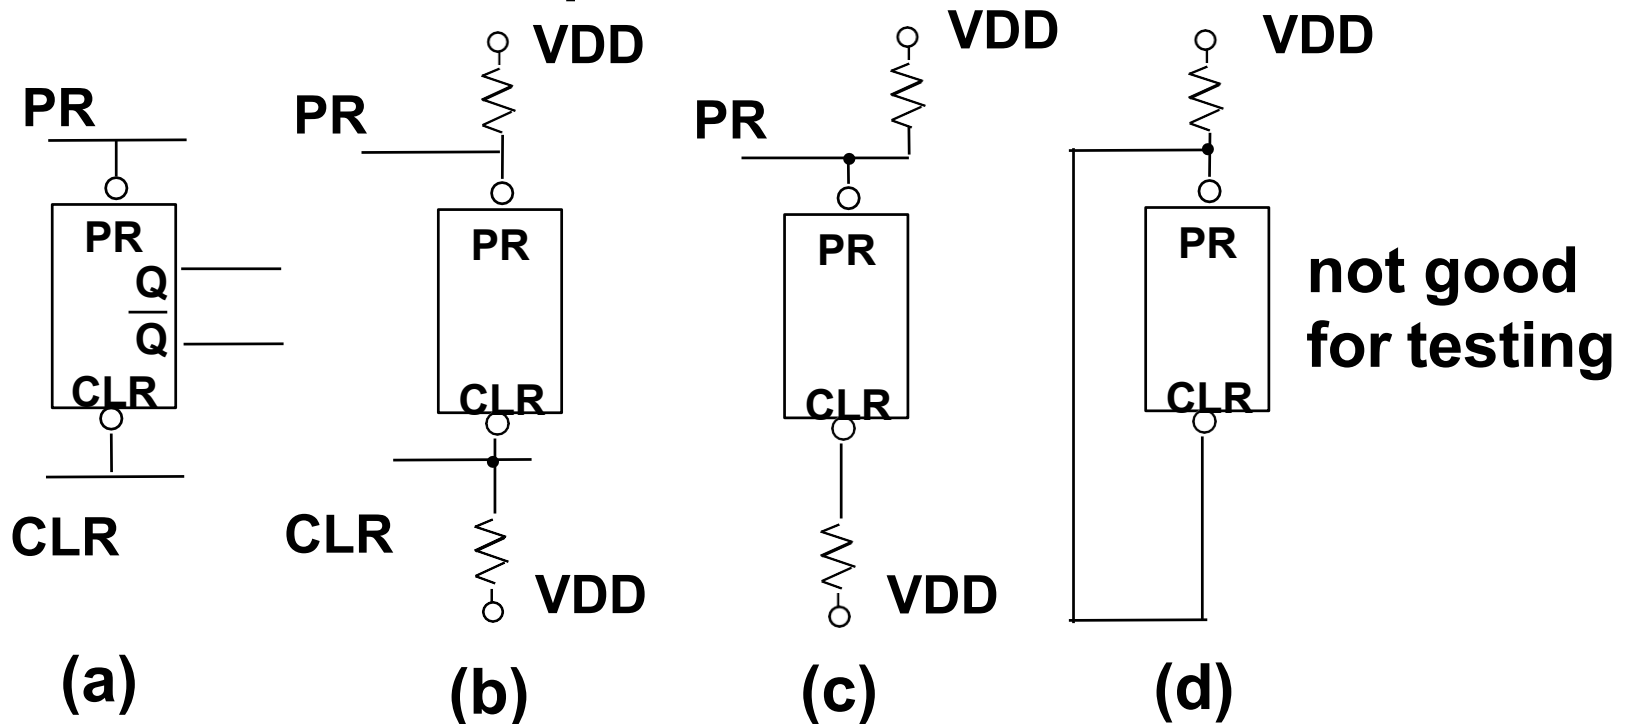 VDD
VDD
VDD
PR
PR
PR
PR
Q
Q
CLR
CLR
PR
CLR
CLR
VDD
PR
CLR
VDD
PR
CLR
not good
for testing
(a)
(b)
(c)
(d)